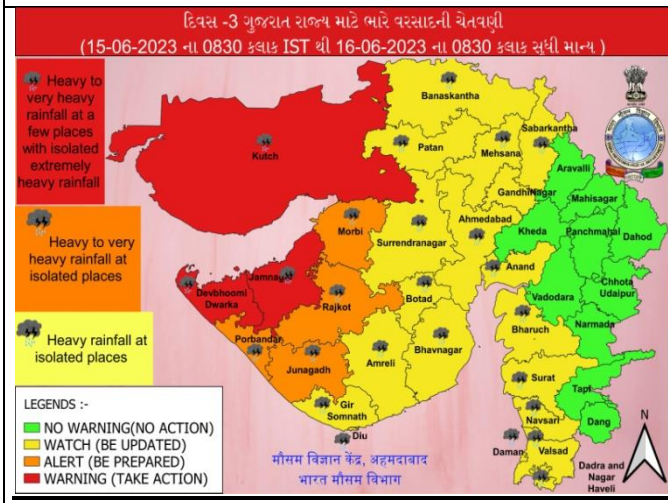 દિવસ -3 ગુજરાત રાજ્ય માટે ભારે વરસાદની ચેતવણી
(15-06-2023 ના 0830 કલાક IST થી 16-06-2023 ના 0830 કલાક સુધી માન્ય )
Heavy to
very heavy
rainfall at a
few places
with isolated
extremely
heavy rainfall
Heavy to very
heavy rainfall at
isolated places
Heavy rainfall at
isolated places
LEGENDS :-
NO WARNING(NO ACTION)
WATCH (BE UPDATED)
ALERT (BE PREPARED)
WARNING (TAKE ACTION)
Banaskantha
Kutch
Patan
Mehsana
Sabarkantha
Aravalli
GandhiNagar
Mahisagar
Morbi
Surrendranagar
Ahmedabad
Kheda
Panchmahal
Dahod
Devbhoomi
Dwarka
Jamnagar
Rajkot
Botad
Anand
Vadodara
Chhota
Udaipur
Porbandar
Junagadh
Amreli
Bhavnagar
Bharuch
Narmada
Gir
Somnath
Diu
Surat
Tapi
Navsari
Dang
Daman
Valsad
Dadra and
Nagar
Haveli
मौसम विज्ञान केंद्र, अहमदाबाद
भारत मौसम विभाग
N